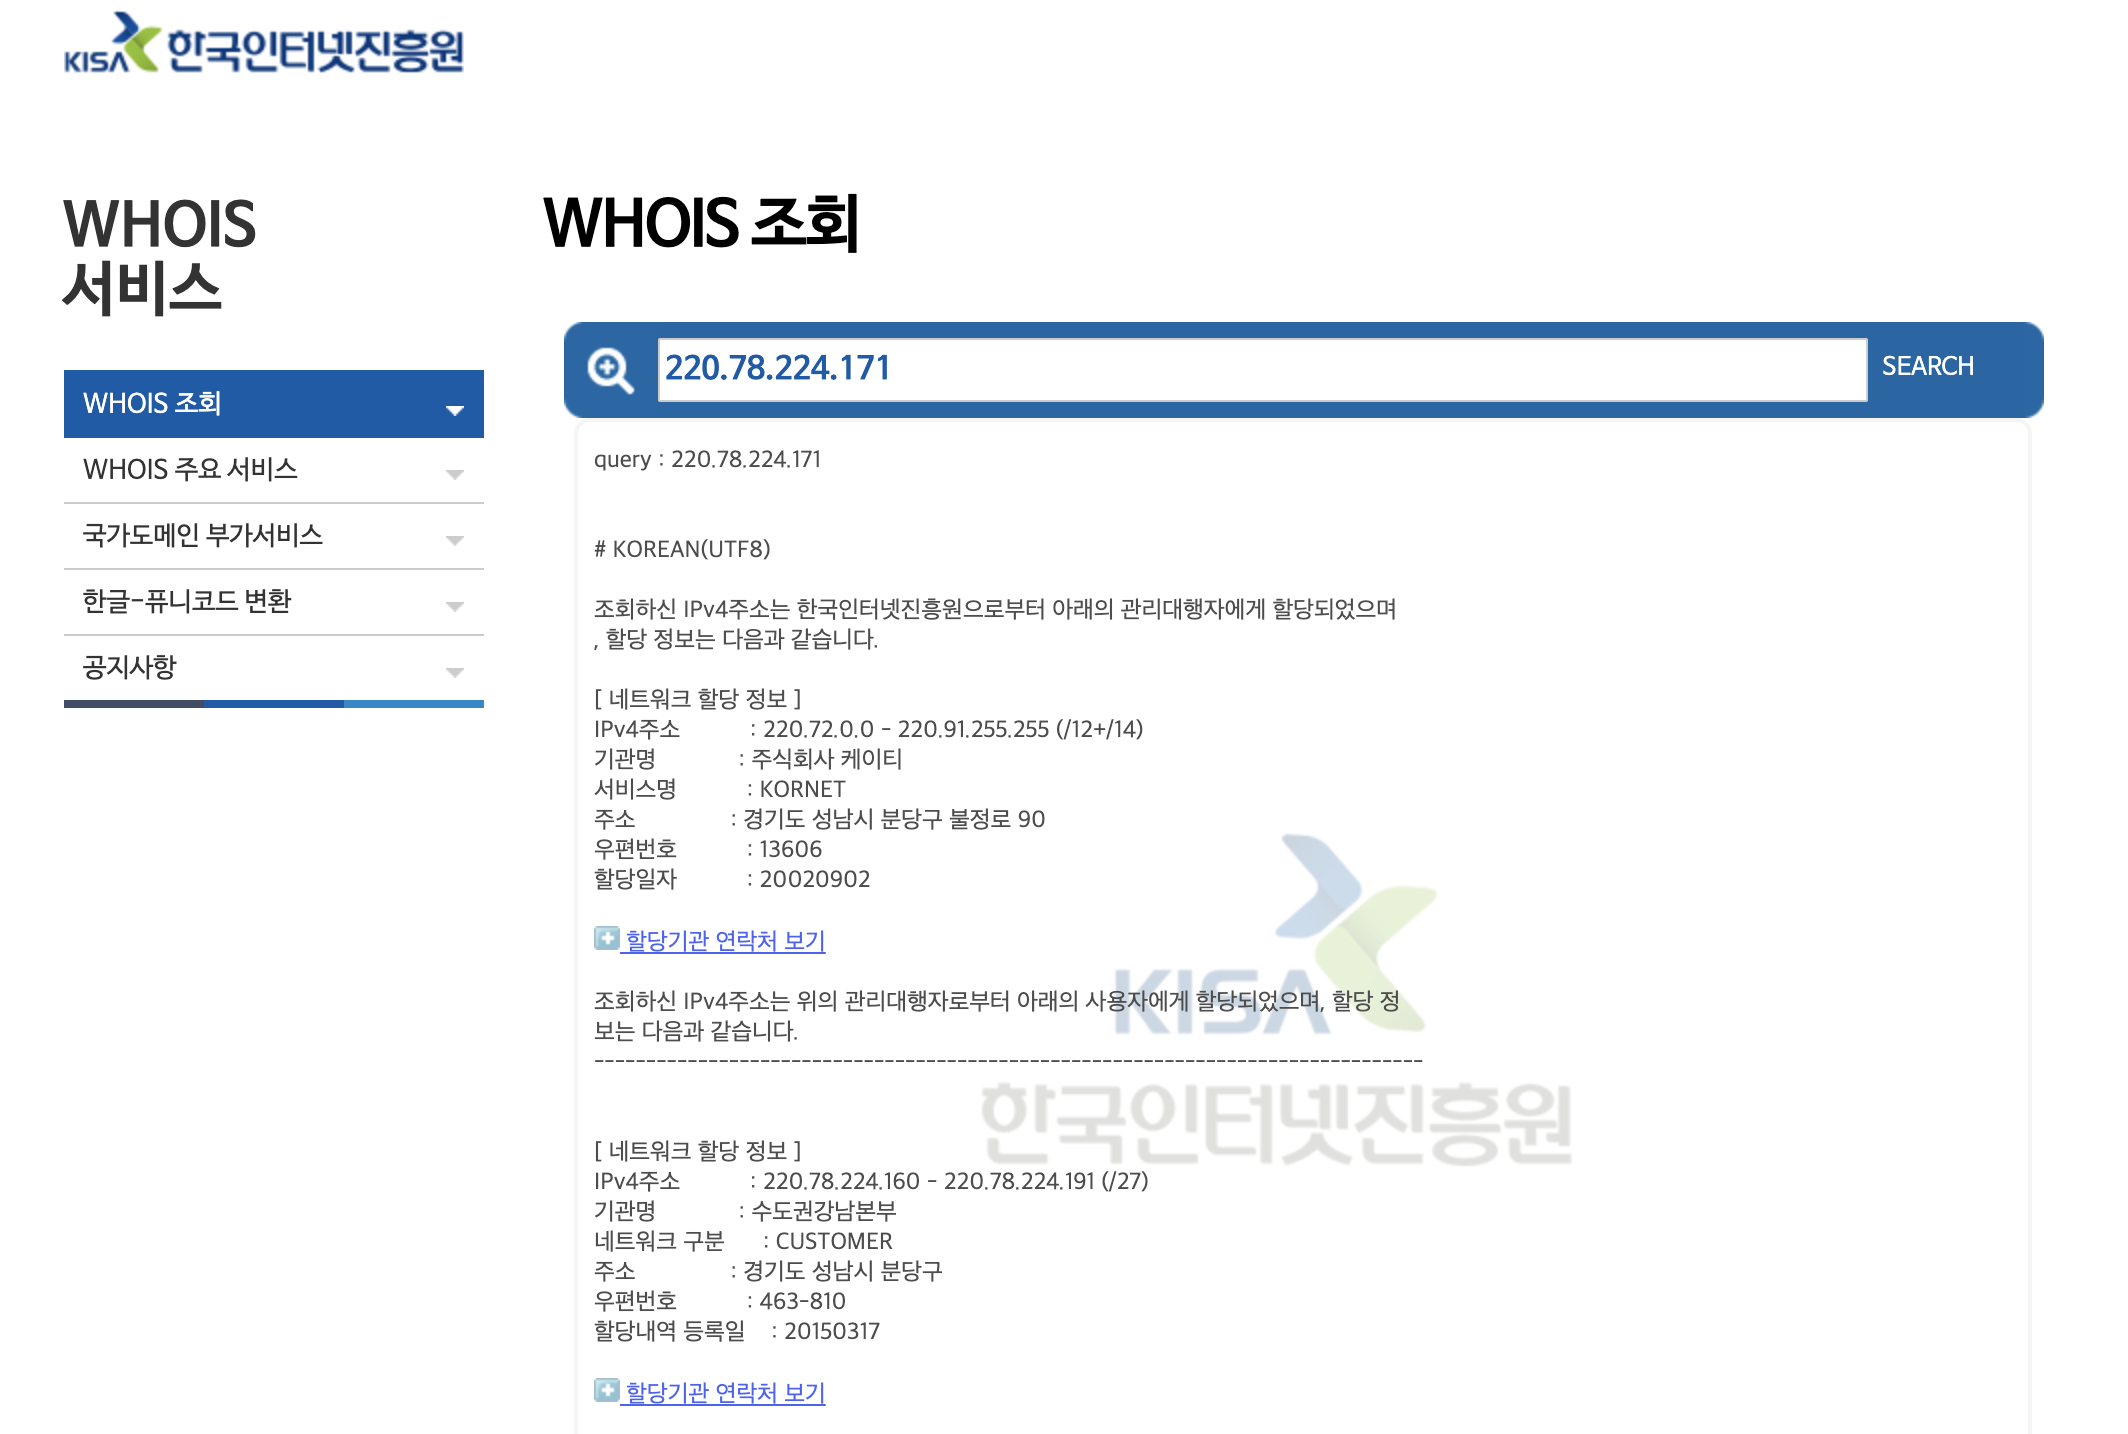 KISA 한국인터넷진흥원
WHOIS
서비스
WHOIS 조회
WHOIS 주요 서비스
국가도메인 부가서비스
한글-퓨니코드 변환
공지사항
WHOIS 조회
220.78.224.171 SEARCH
query : 220.78.224.171
# KOREAN(UTF8)
조회하신 IPv4주소는 한국인터넷진흥원으로부터 아래의 관리대행자에게 할당되었으며
, 할당 정보는 다음과 같습니다.
[ 네트워크 할당 정보 ]
IPv4주소 : 220.72.0.0 - 220.91.255.255 (/12+/14)
기관명 : 주식회사 케이티
서비스명 : KORNET
주소 : 경기도 성남시 분당구 불정로 90
우편번호 : 13606
할당일자 : 20020902
할당기관 연락처 보기
조회하신 IPv4주소는 위의 관리대행자로부터 아래의 사용자에게 할당되었으며, 할당 정
보는 다음과 같습니다.
--------------------------------------------------------------------------------
KISA
한국인터넷진흥원
[ 네트워크 할당 정보 ]
IPv4주소 : 220.78.224.160 - 220.78.224.191 (/27)
기관명 : 수도권강남본부
네트워크 구분 : CUSTOMER
주소 : 경기도 성남시 분당구
우편번호 : 463-810
할당내역 등록일 : 20150317
할당기관 연락처 보기